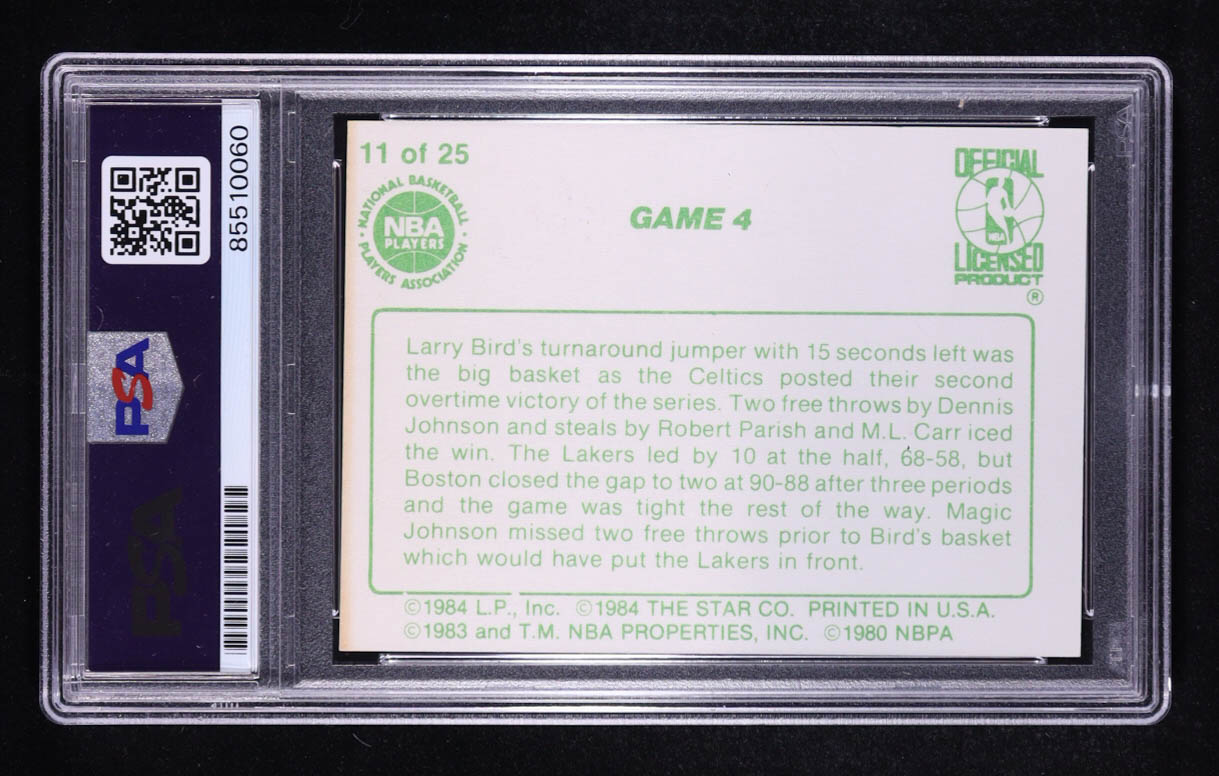 85510060
PSA
PSA
11 of 25
NATIONAL BASKETBALL
NBA
PLAYERS
PLAYERS ASSOCIATION
GAME 4
OFFICIAL
NBA
LICENSED
PRODUCT
®
Larry Bird's turnaround jumper with 15 seconds left was
the big basket as the Celtics posted their second
overtime victory of the series. Two free throws by Dennis
Johnson and steals by Robert Parish and M.L. Carr iced
the win. The Lakers led by 10 at the half, 68-58, but
Boston closed the gap to two at 90-88 after three periods
and the game was tight the rest of the way. Magic
Johnson missed two free throws prior to Bird's basket
which would have put the Lakers in front.
©1984 L.P., Inc. ©1984 THE STAR CO. PRINTED IN U.S.A.
©1983 and T.M. NBA PROPERTIES, INC. ©1980 NBPA